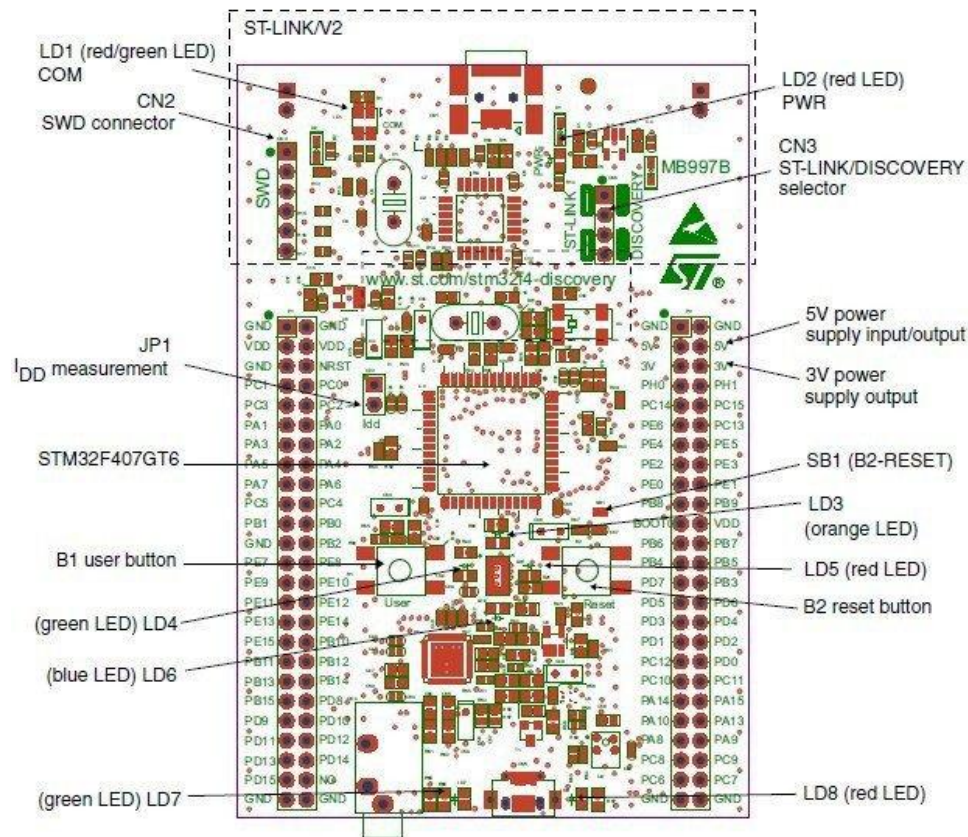 ST-LINK/V2
LD1 (red/green LED)
COM
CN2
SWD connector
LD2 (red LED)
PWR
CN3
ST-LINK/DISCOVERY
selector
COM
PWR
MB997B
SWD
ST-LINK
DISCOVERY
ST®
www.st.com/stm32f4-discovery
JP1
IDD measurement
Idd
STM32F407GT6
B1 user button
(green LED) LD4
(blue LED) LD6
(green LED) LD7
5V power
supply input/output
3V power
supply output
SB1 (B2-RESET)
LD3
(orange LED)
LD5 (red LED)
B2 reset button
LD8 (red LED)
User
Reset
GND GND
VDD VDD
GND NRST
PC1 PC0
PC3 PC2
PA1 PA0
PA3 PA2
PA5 PA4
PA7 PA6
PC5 PC4
PB1 PB0
GND PB2
PE7 PE8
PE9 PE10
PE11 PE12
PE13 PE14
PE15 PB10
PB11 PB12
PB13 PB14
PB15 PD8
PD9 PD10
PD11 PD12
PD13 PD14
PD15 NC
GND GND
GND GND
5V 5V
3V 3V
PH0 PH1
PC14 PC15
PE6 PC13
PE4 PE5
PE2 PE3
PE0 PE1
PB8 PB9
BOOT0 VDD
PB6 PB7
PB4 PB5
PD7 PB3
PD5 PD6
PD3 PD4
PD1 PD2
PC12 PD0
PC10 PC11
PA14 PA15
PA10 PA13
PA8 PA9
PC8 PC9
PC6 PC7
GND GND